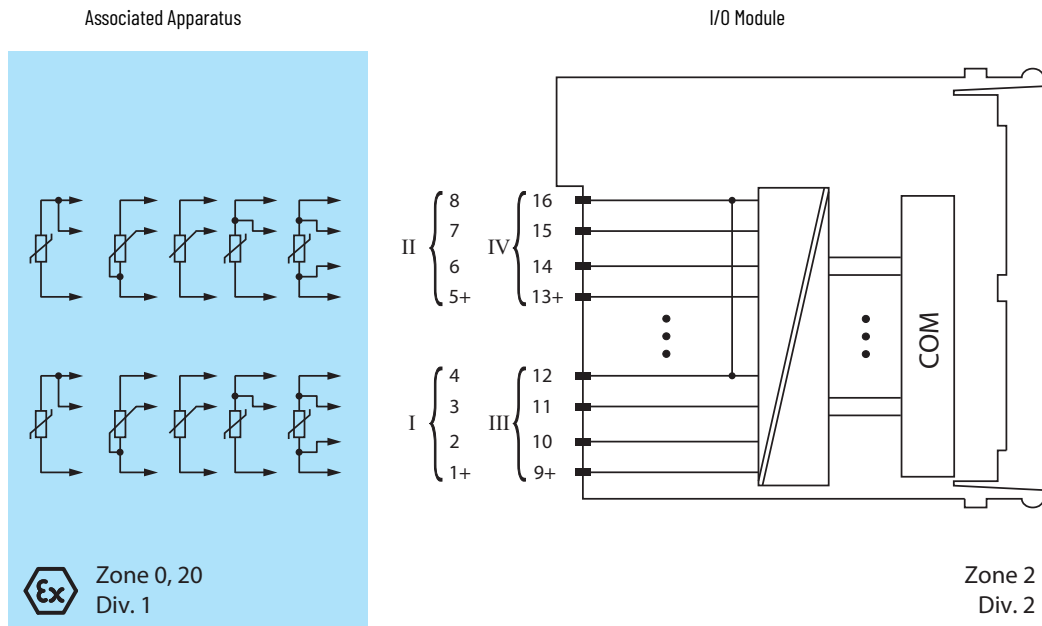 Associated Apparatus
I/O Module
II
8
7
6
5+
IV
16
15
14
13+
I
4
3
2
1+
III
12
11
10
9+
COM
Ex
Zone 0, 20
Div. 1
Zone 2
Div. 2